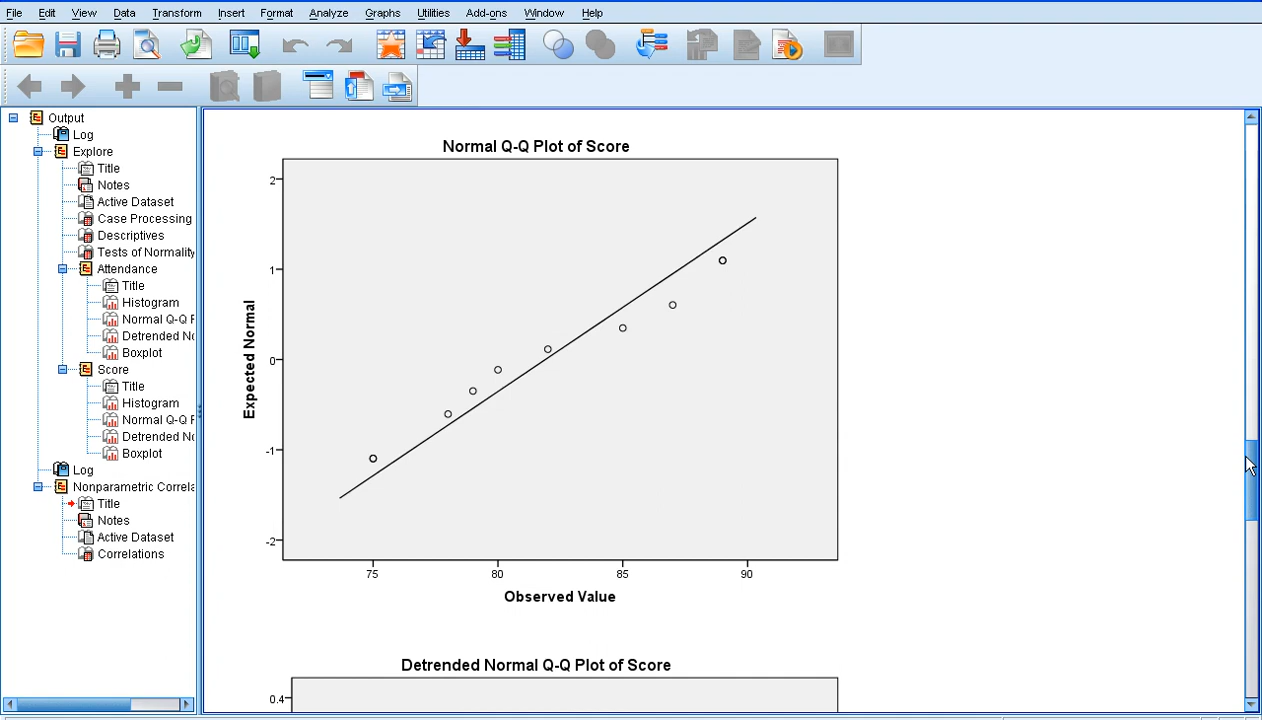 File Edit View Data Transform Insert Format Analyze Graphs Utilities Add-ons Window Help
Output
Log
Explore
Title
Notes
Active Dataset
Case Processing
Descriptives
Tests of Normality
Attendance
Title
Histogram
Normal Q-Q P
Detrended No
Boxplot
Score
Title
Histogram
Normal Q-Q P
Detrended No
Boxplot
Log
Nonparametric Correla
Title
Notes
Active Dataset
Correlations
Normal Q-Q Plot of Score
2
1
0
-1
-2
Expected Normal
75 80 85 90
Observed Value
Detrended Normal Q-Q Plot of Score
0.4